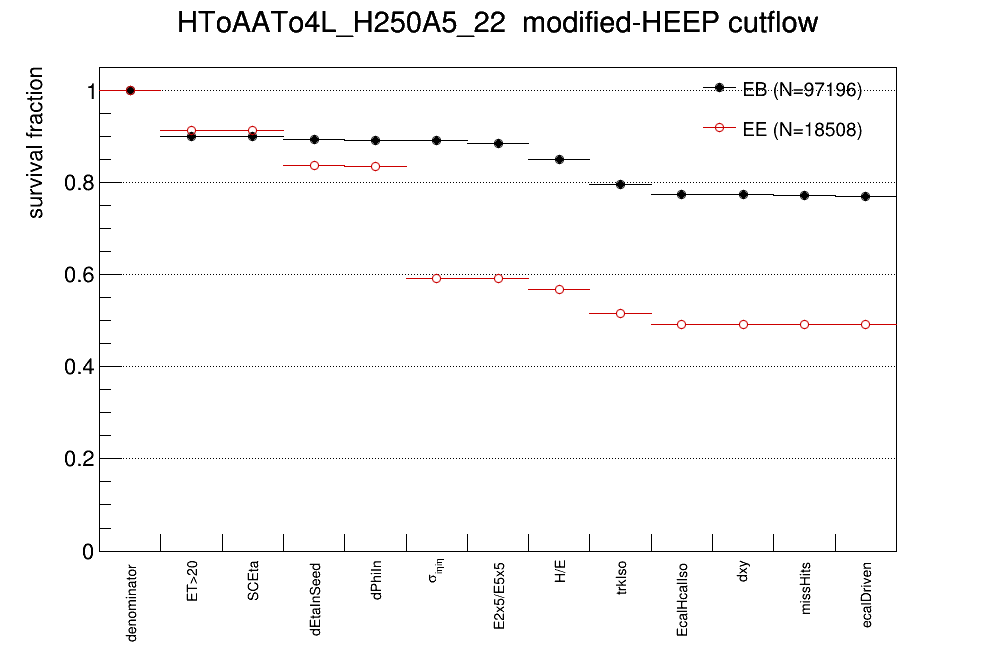 HToAATo4L_H250A5_22 modified-HEEP cutflow
survival fraction
1
0.8
0.6
0.4
0.2
0
EB (N=97196)
EE (N=18508)
denominator
ET>20
SCEta
dEtaInSeed
dPhiIn
σiηiη
E2x5/E5x5
H/E
trkIso
EcalHcalIso
dxy
missHits
ecalDriven